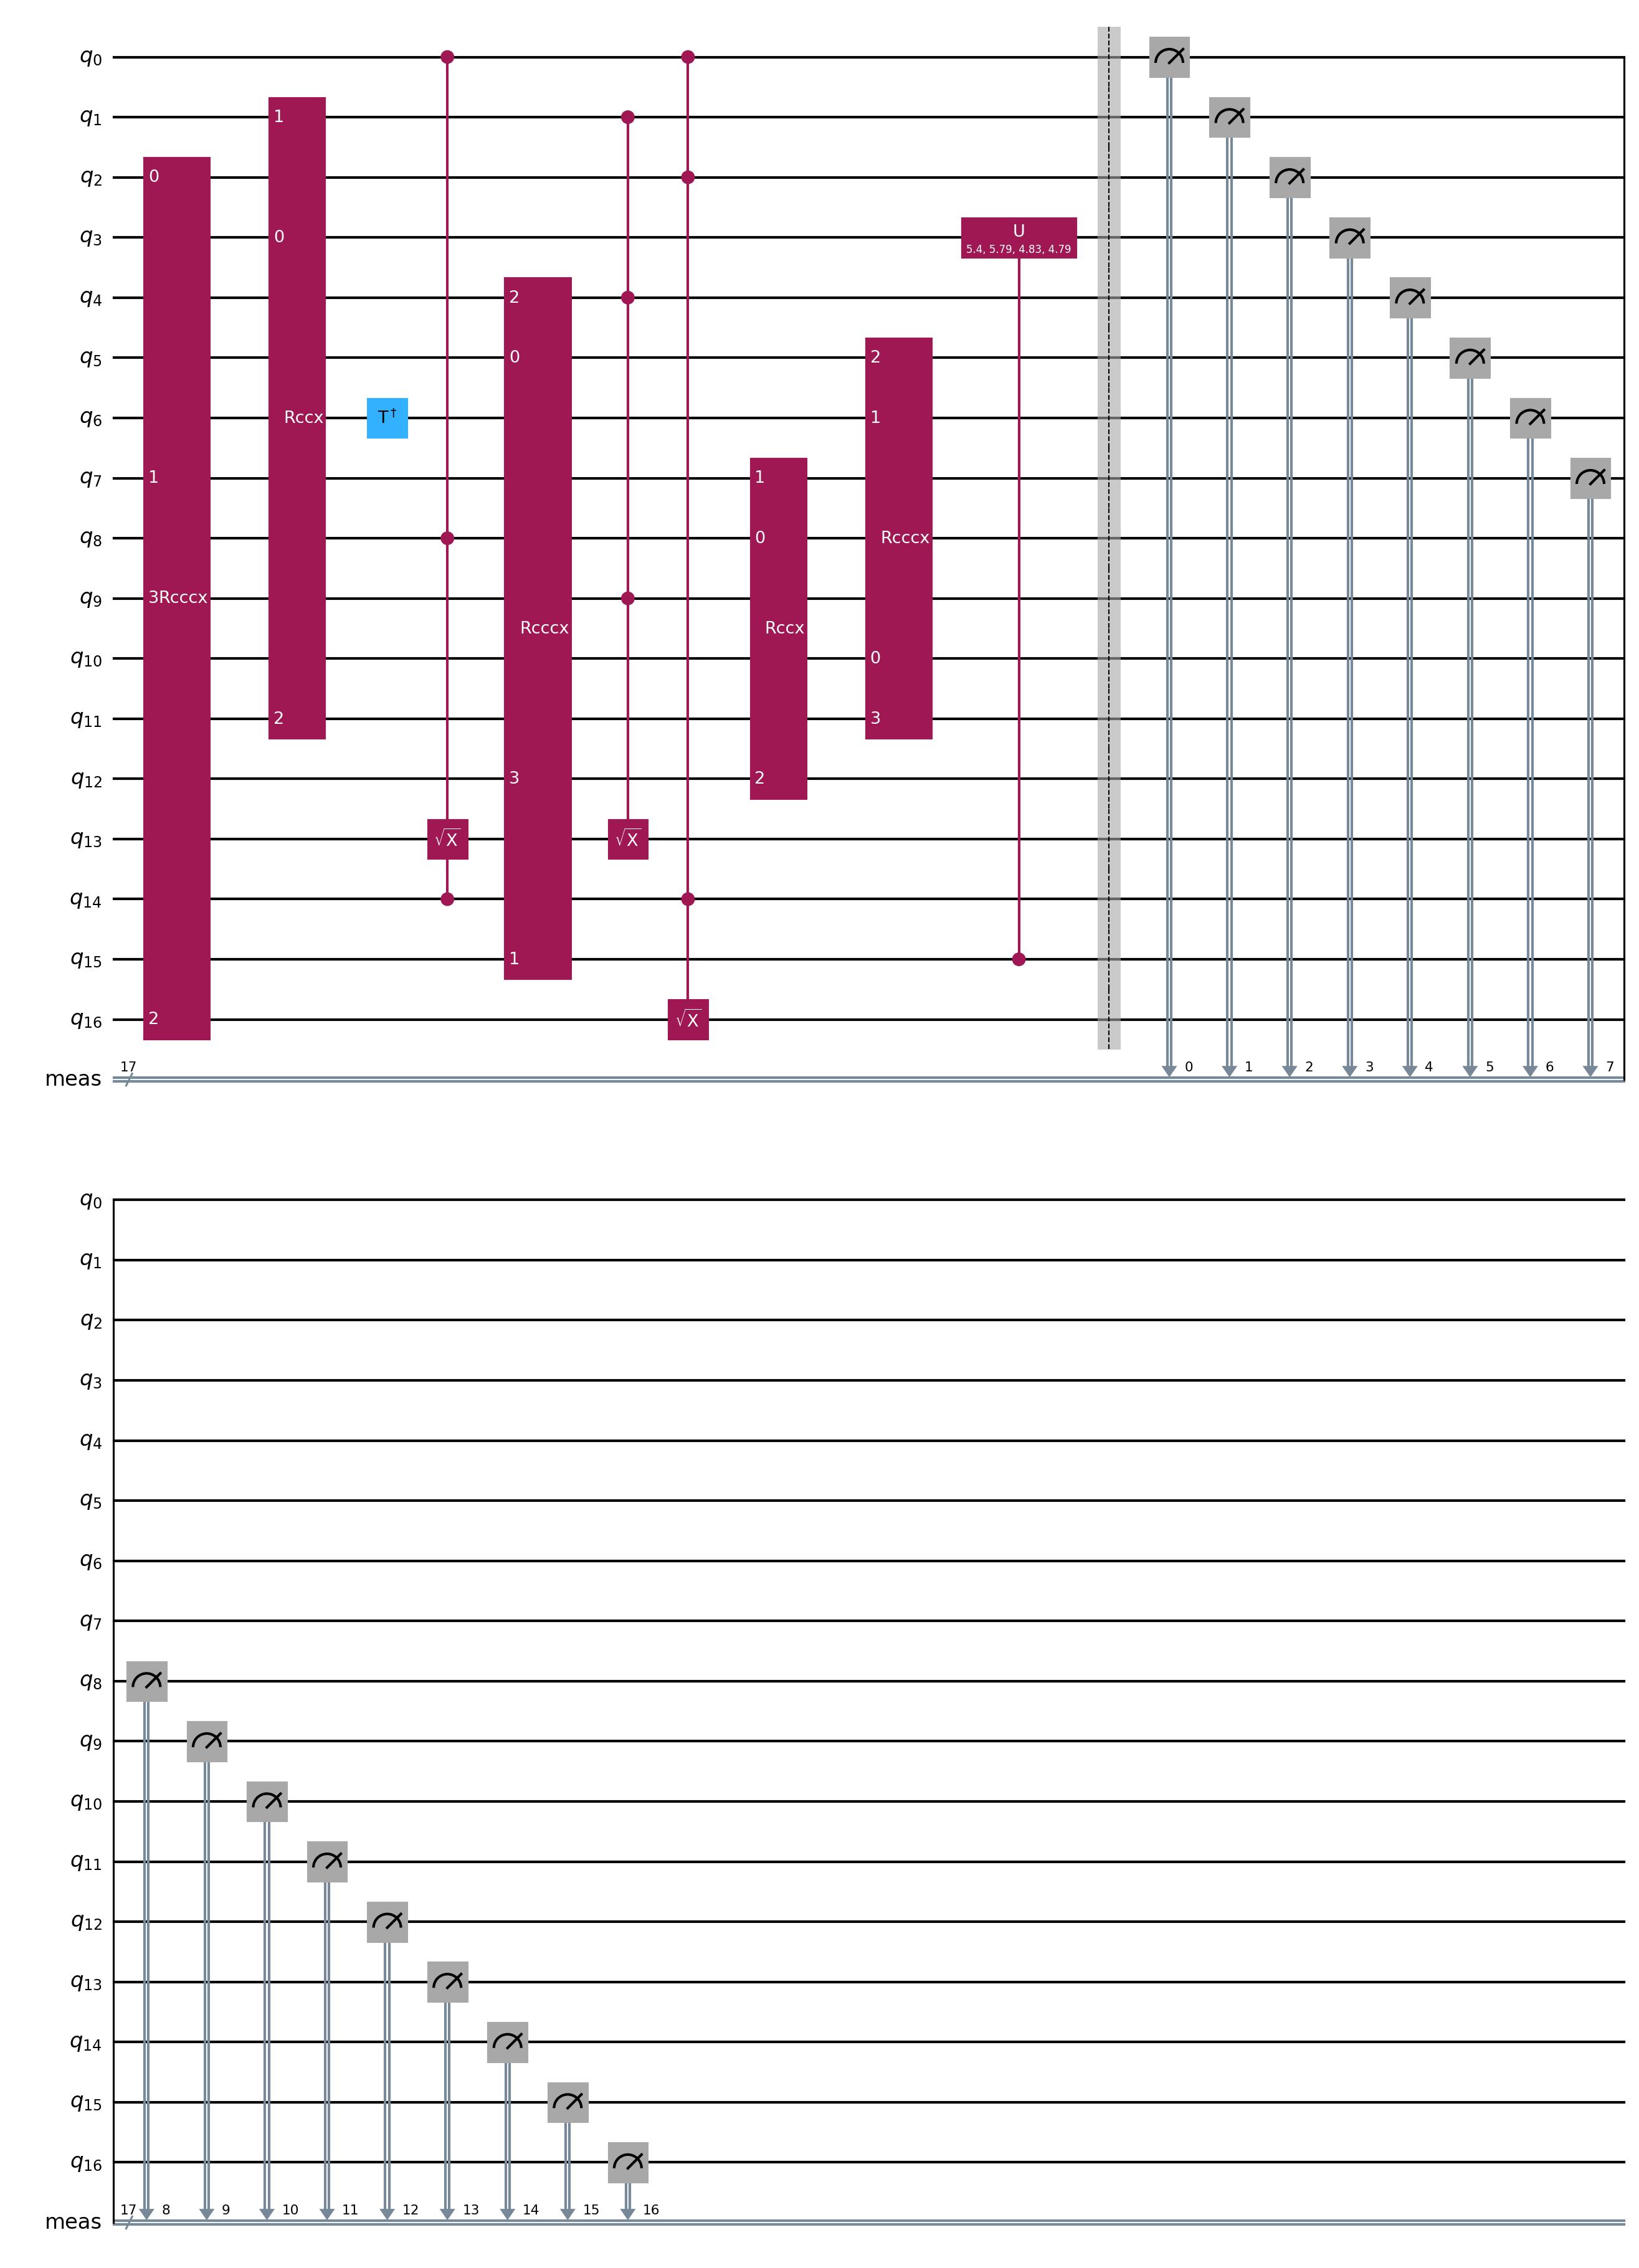 q0
1
q1
0
q2
0
U
q3
5.4, 5.79, 4.83, 4.79
2
q4
0
2
q5
Rccx
T†
1
q6
1
1
q7
0
Rcccx
q8
3Rcccx
q9
Rcccx
Rccx
0
q10
2
3
q11
3
2
q12
√X
√X
q13
q14
1
q15
2
√X
q16
17
0
1
2
3
4
5
6
7
meas
q0
q1
q2
q3
q4
q5
q6
q7
q8
q9
q10
q11
q12
q13
q14
q15
q16
17
8
9
10
11
12
13
14
15
16
meas